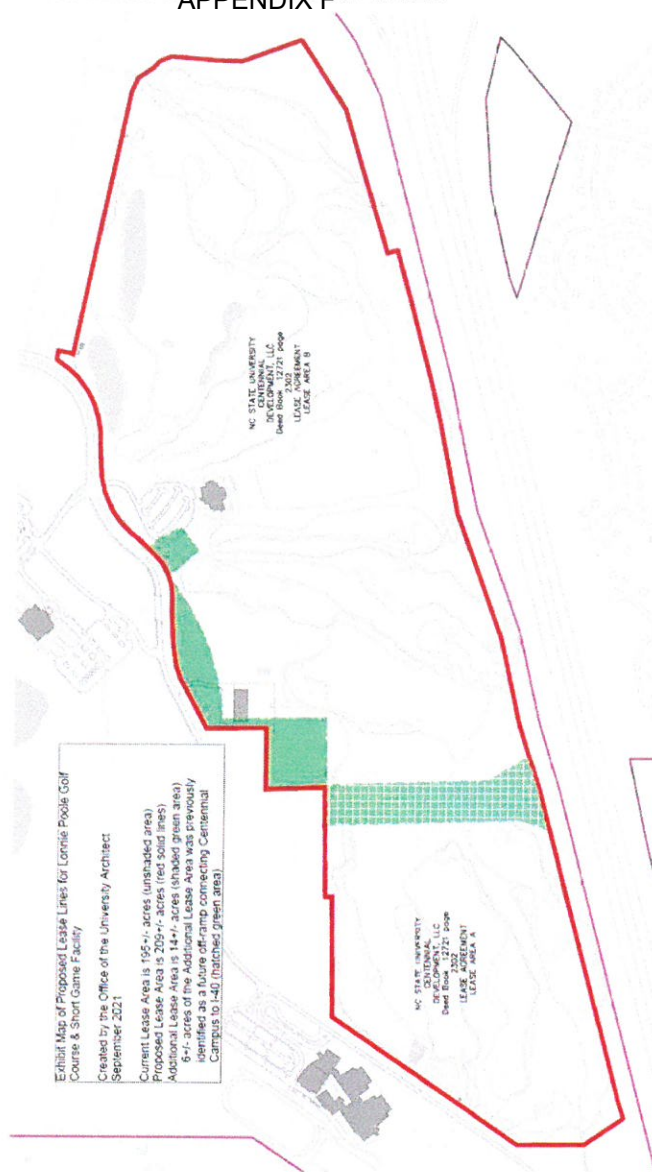 APPENDIX F
Exhibit Map of Proposed Lease Lines for Lonnie Poole Golf
Course & Short Game Facility
Created by the Office of the University Architect
September 2021
Current Lease Area is 195+/- acres (unshaded area)
Proposed Lease Area is 209+/- acres (red solid lines)
Additional Lease Area is 14+/- acres (shaded green area)
6+/- acres of the Additional Lease Area was previously
identified as a future off-ramp connecting Centennial
Campus to I-40 (hatched green area)
NC STATE UNIVERSITY
CENTENNIAL
DEVELOPMENT, LLC
Deed Book 12721 page
2302
LEASE AGREEMENT
LEASE AREA B
NC STATE UNIVERSITY
CENTENNIAL
DEVELOPMENT, LLC
Deed Book 12721 page
2302
LEASE AGREEMENT
LEASE AREA A